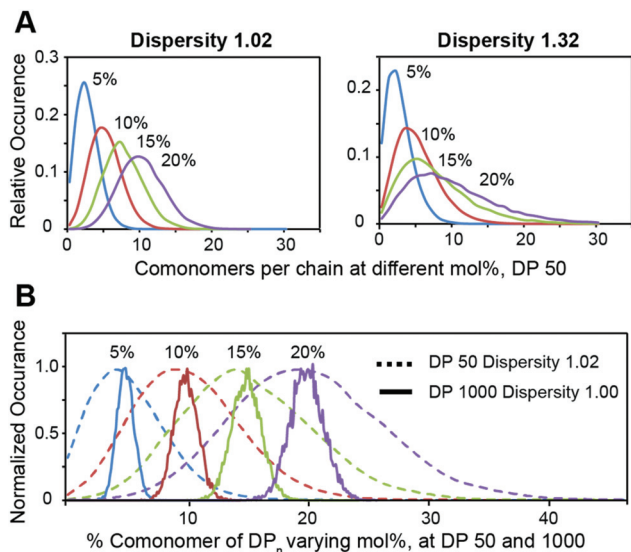 A
Dispersity 1.02
Dispersity 1.32
Relative Occurence
0.3
0.2
0.1
0
5%
10%
15%
20%
0 10 20 30
0.2
0.1
0
5%
10%
15%
20%
0 10 20 30
Comonomers per chain at different mol%, DP 50
B
Normalized Occurance
1.0
0.5
0
5% 10% 15% 20%
DP 50 Dispersity 1.02
DP 1000 Dispersity 1.00
10 20 30 40
% Comonomer of DPn varying mol%, at DP 50 and 1000